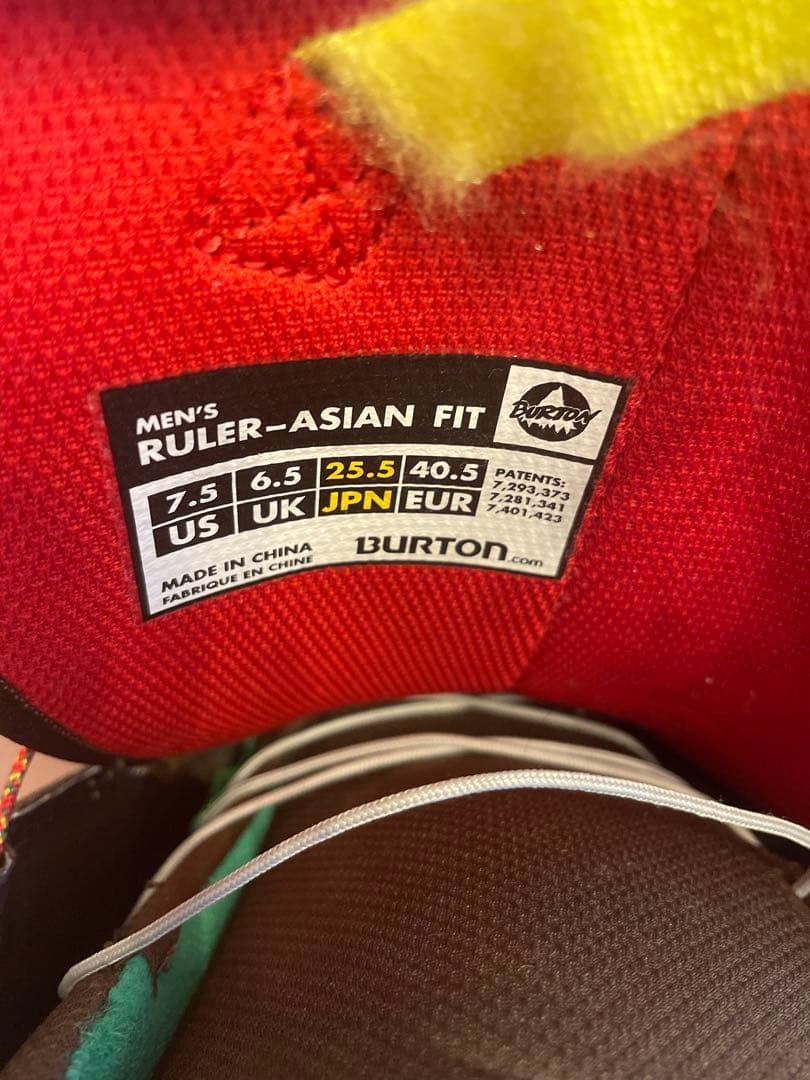 MEN'S
RULER-ASIAN FIT
BURTON
7.5 6.5 25.5 40.5
US UK JPN EUR
PATENTS:
7,293,373
7,281,341
7,401,423
MADE IN CHINA
FABRIQUE EN CHINE
BURTON.com